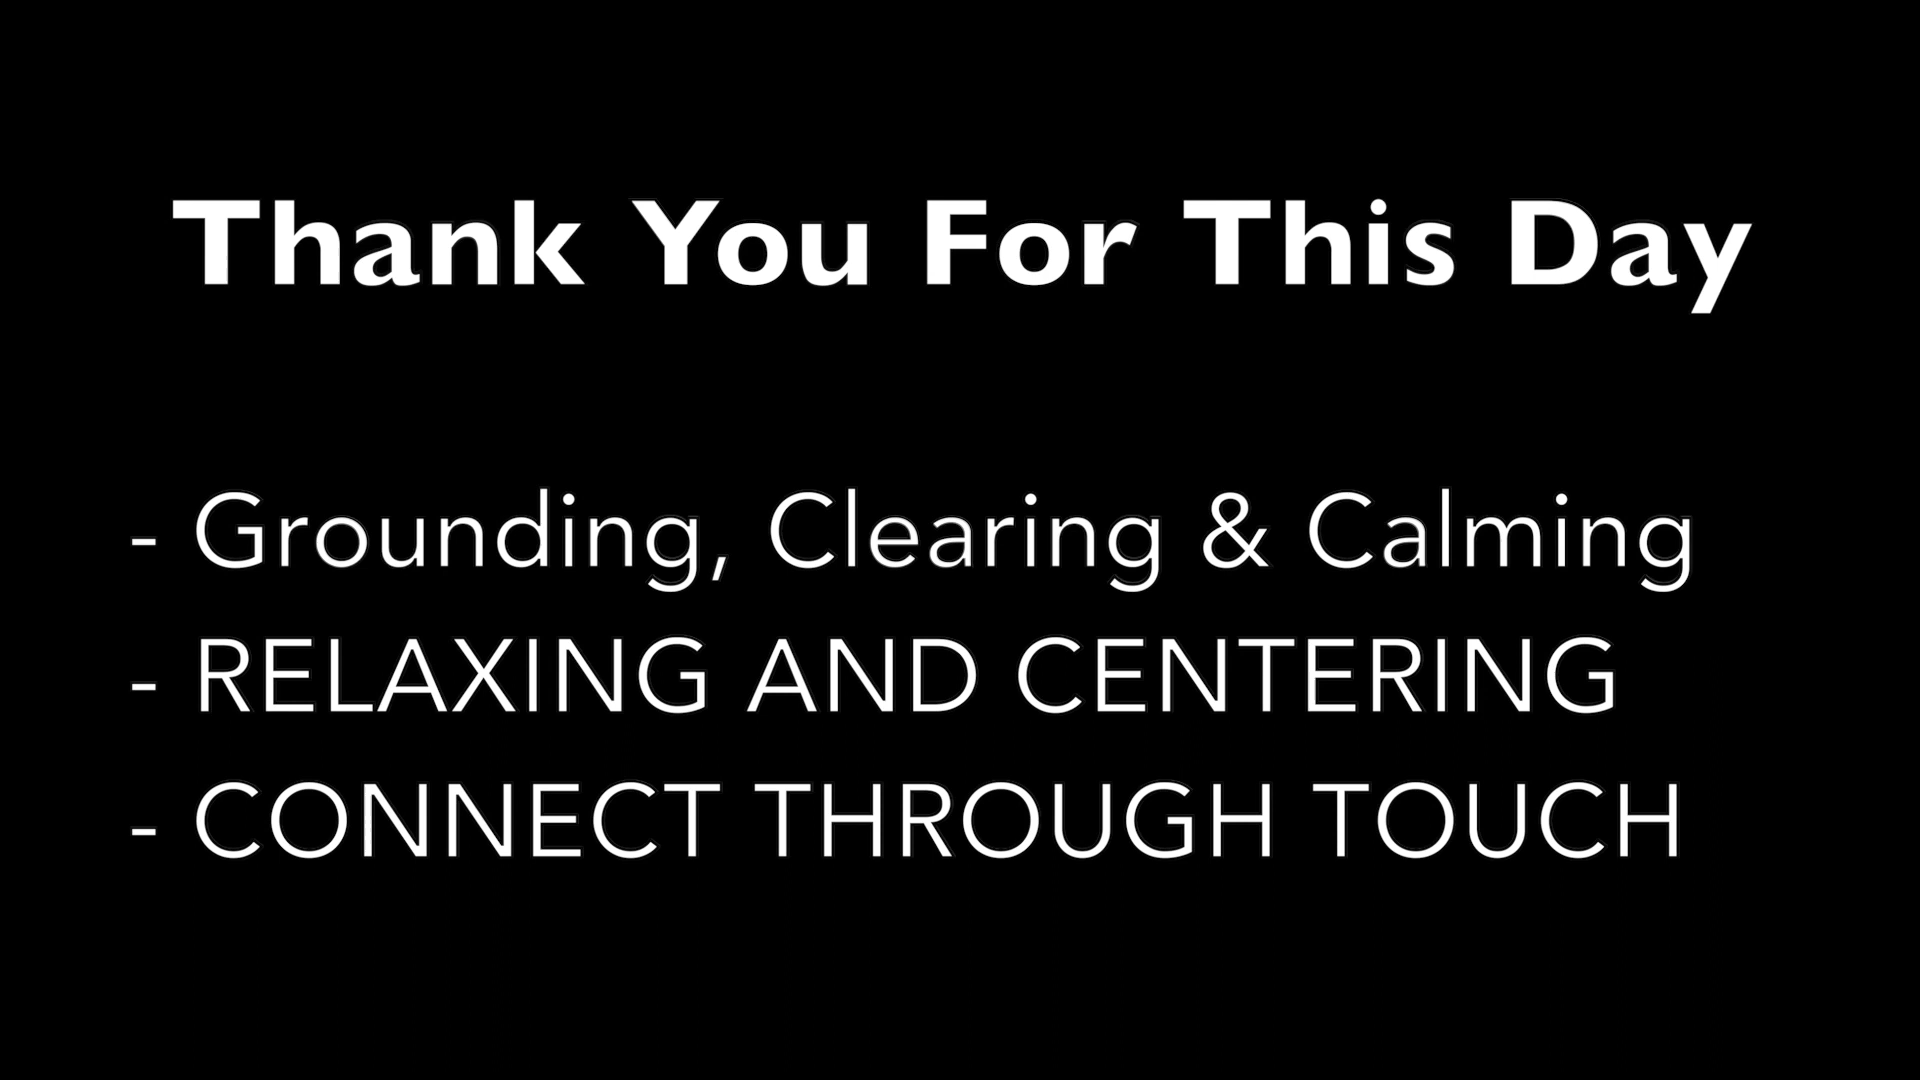 Thank You For This Day
- Grounding, Clearing & Calming
- RELAXING AND CENTERING
- CONNECT THROUGH TOUCH